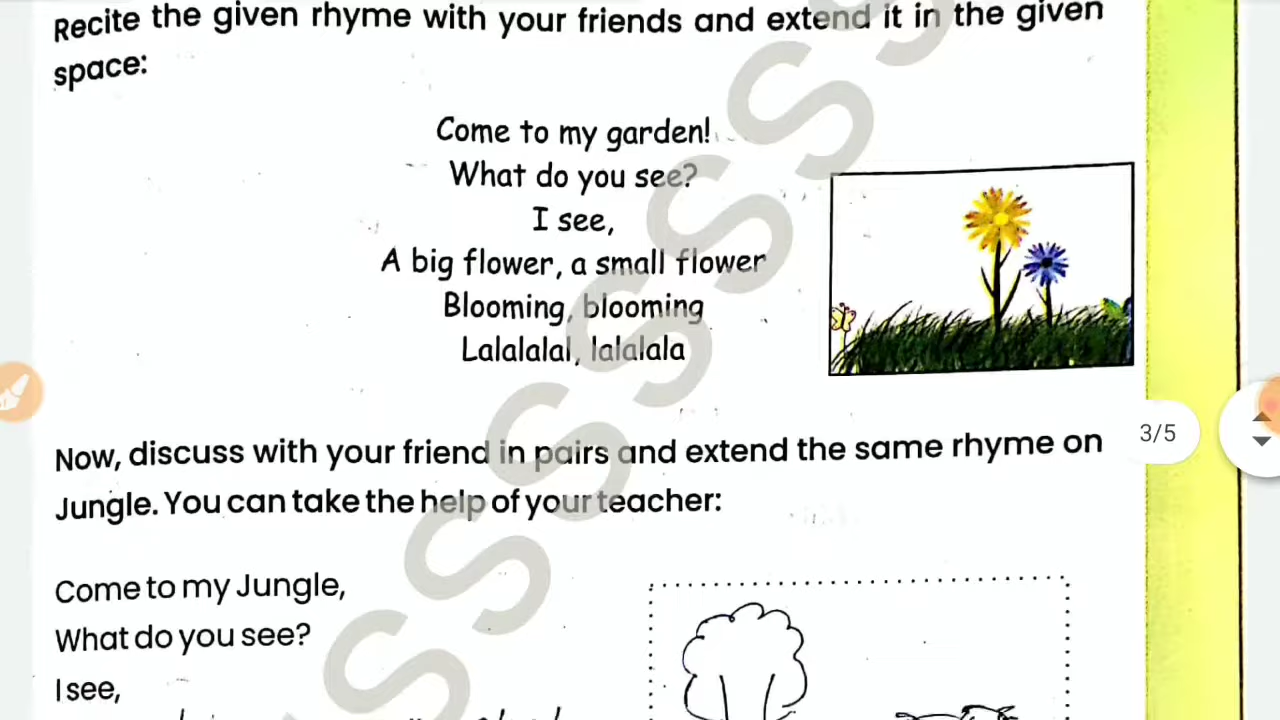 Recite the given rhyme with your friends and extend it in the given
space:
Come to my garden!
What do you see?
I see,
A big flower, a small flower
Blooming, blooming
Lalalalal, lalalala
Now, discuss with your friend in pairs and extend the same rhyme on
Jungle. You can take the help of your teacher:
3/5
Come to my Jungle,
What do you see?
I see,